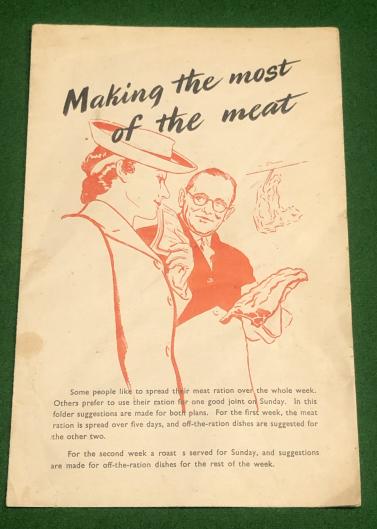 Making the most
of the meat
Some people like to spread their meat ration over the whole week.
Others prefer to use their ration for one good joint on Sunday. In this
folder suggestions are made for both plans. For the first week, the meat
ration is spread over five days, and off-the-ration dishes are suggested for
the other two.
For the second week a roast s served for Sunday, and suggestions
are made for off-the-ration dishes for the rest of the week.